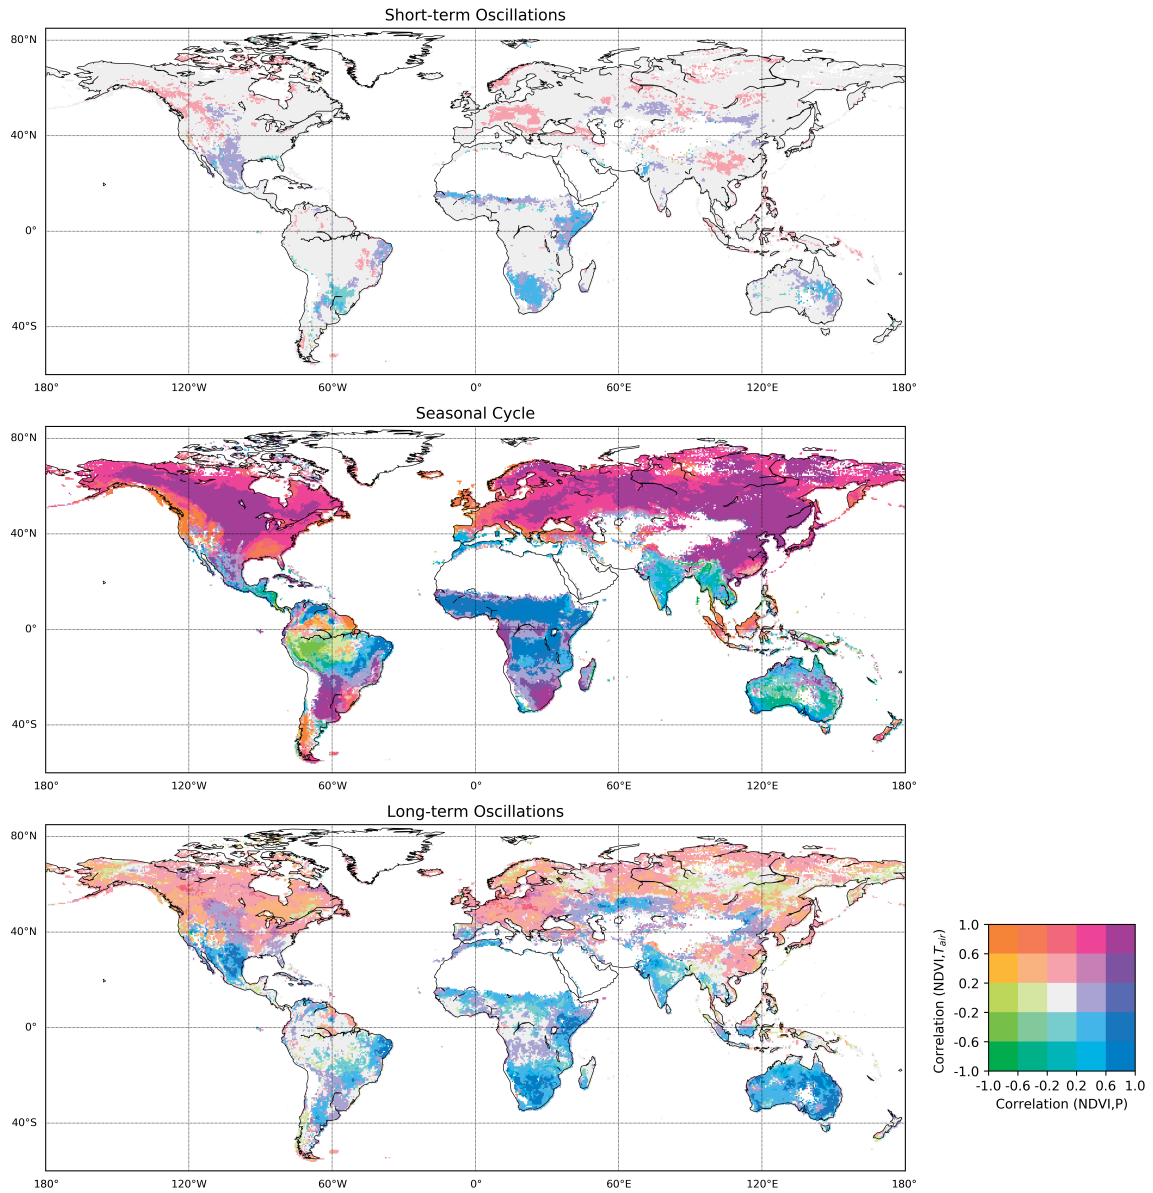 Short-term Oscillations
80°N
40°N
0°
40°S
180° 120°W 60°W 0° 60°E 120°E 180°
Seasonal Cycle
80°N
40°N
0°
40°S
180° 120°W 60°W 0° 60°E 120°E 180°
Long-term Oscillations
80°N
40°N
0°
40°S
180° 120°W 60°W 0° 60°E 120°E 180°
Correlation (NDVI,Tair)
1.0
0.6
0.2
-0.2
-0.6
-1.0
-1.0 -0.6 -0.2 0.2 0.6 1.0
Correlation (NDVI,P)